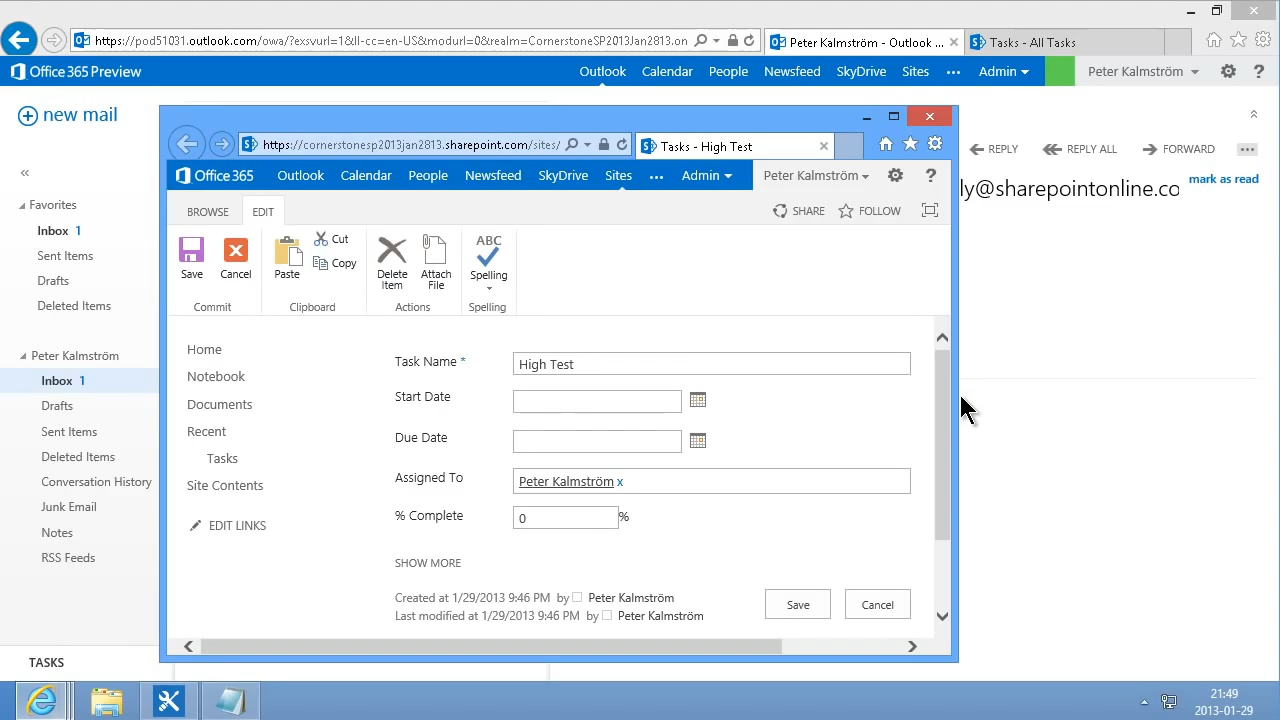 https://pod51031.outlook.com/owa/?exsvurl=1&ll-cc=en-US&modurl=0&realm=CornerstoneSP2013Jan2813.on
Peter Kalmström - Outlook ...
Tasks - All Tasks
Office 365 Preview
Outlook Calendar People Newsfeed SkyDrive Sites ... Admin Peter Kalmström ?
new mail
REPLY REPLY ALL FORWARD ...
mark as read
ly@sharepointonline.co
«
Favorites
Inbox 1
Sent Items
Drafts
Deleted Items
Peter Kalmström
Inbox 1
Drafts
Sent Items
Deleted Items
Conversation History
Junk Email
Notes
RSS Feeds
TASKS
https://cornerstonesp2013jan2813.sharepoint.com/sites/
Tasks - High Test
Office 365
Outlook Calendar People Newsfeed SkyDrive Sites ... Admin Peter Kalmström ?
BROWSE EDIT
SHARE FOLLOW
Save Cancel
Paste
Cut
Copy
Delete Item
Attach File
ABC
Spelling
Commit Clipboard Actions Spelling
Home
Notebook
Documents
Recent
Tasks
Site Contents
EDIT LINKS
Task Name * High Test
Start Date
Due Date
Assigned To Peter Kalmström x
% Complete 0 %
SHOW MORE
Created at 1/29/2013 9:46 PM by Peter Kalmström
Last modified at 1/29/2013 9:46 PM by Peter Kalmström
Save Cancel
21:49
2013-01-29